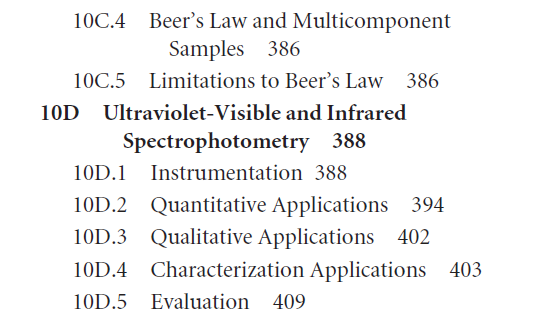 10C.4 Beer’s Law and Multicomponent
Samples 386
10C.5 Limitations to Beer’s Law 386
10D Ultraviolet-Visible and Infrared
Spectrophotometry 388
10D.1 Instrumentation 388
10D.2 Quantitative Applications 394
10D.3 Qualitative Applications 402
10D.4 Characterization Applications 403
10D.5 Evaluation 409